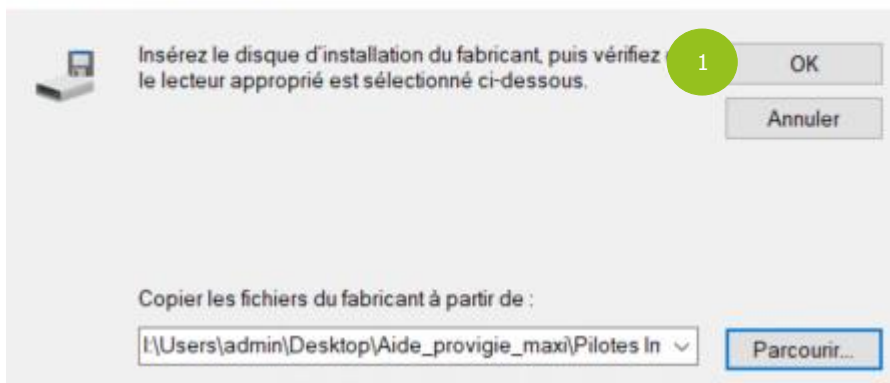 Insérez le disque d'installation du fabricant, puis vérifiez
le lecteur approprié est sélectionné ci-dessous.
1
OK
Annuler
Copier les fichiers du fabricant à partir de :
I:\Users\admin\Desktop\Aide_provigie_maxi\Pilotes In
Parcourir...